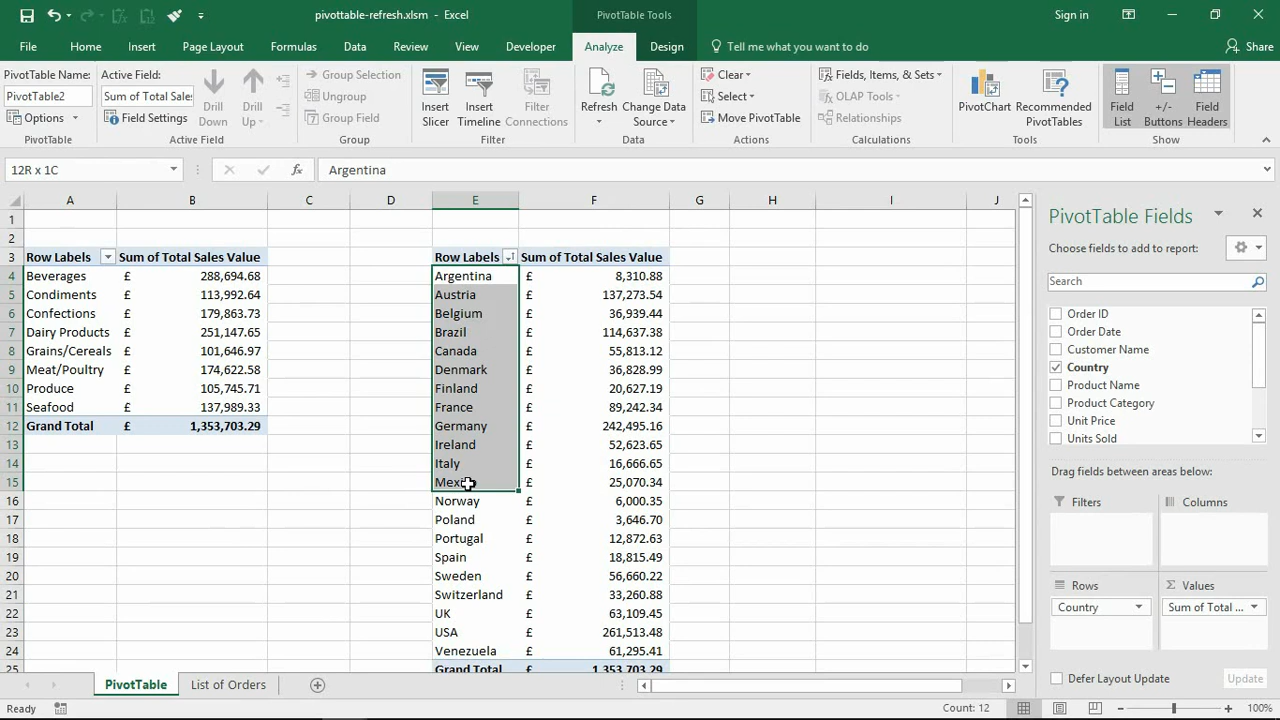 pivottable-refresh.xlsm - Excel
PivotTable Tools
Sign in
File
Home
Insert
Page Layout
Formulas
Data
Review
View
Developer
Analyze
Design
Tell me what you want to do
Share
PivotTable Name:
PivotTable2
Options
PivotTable
Active Field:
Sum of Total Sales
Field Settings
Drill Down
Drill Up
Active Field
Group Selection
Ungroup
Group Field
Group
Insert Slicer
Insert Timeline
Filter Connections
Filter
Refresh
Change Data Source
Data
Clear
Select
Move PivotTable
Actions
Fields, Items, & Sets
OLAP Tools
Relationships
Calculations
PivotChart
Recommended PivotTables
Tools
Field List
+/- Buttons
Field Headers
Show
12R x 1C
fx
Argentina
A B C D E F G H I J
1
2
3 Row Labels Sum of Total Sales Value Row Labels Sum of Total Sales Value
4 Beverages £ 288,694.68 Argentina £ 8,310.88
5 Condiments £ 113,992.64 Austria £ 137,273.54
6 Confections £ 179,863.73 Belgium £ 36,939.44
7 Dairy Products £ 251,147.65 Brazil £ 114,637.38
8 Grains/Cereals £ 101,646.97 Canada £ 55,813.12
9 Meat/Poultry £ 174,622.58 Denmark £ 36,828.99
10 Produce £ 105,745.71 Finland £ 20,627.19
11 Seafood £ 137,989.33 France £ 89,242.34
12 Grand Total £ 1,353,703.29 Germany £ 242,495.16
13 Ireland £ 52,623.65
14 Italy £ 16,666.65
15 Mexico £ 25,070.34
16 Norway £ 6,000.35
17 Poland £ 3,646.70
18 Portugal £ 12,872.63
19 Spain £ 18,815.49
20 Sweden £ 56,660.22
21 Switzerland £ 33,260.88
22 UK £ 63,109.45
23 USA £ 261,513.48
24 Venezuela £ 61,295.41
25 Grand Total £ 1,353,703.29
PivotTable Fields
Choose fields to add to report:
Search
Order ID
Order Date
Customer Name
Country
Product Name
Product Category
Unit Price
Units Sold
Drag fields between areas below:
Filters
Columns
Rows
Values
Country
Sum of Total ...
Defer Layout Update
Update
PivotTable
List of Orders
Ready
Count: 12
100%